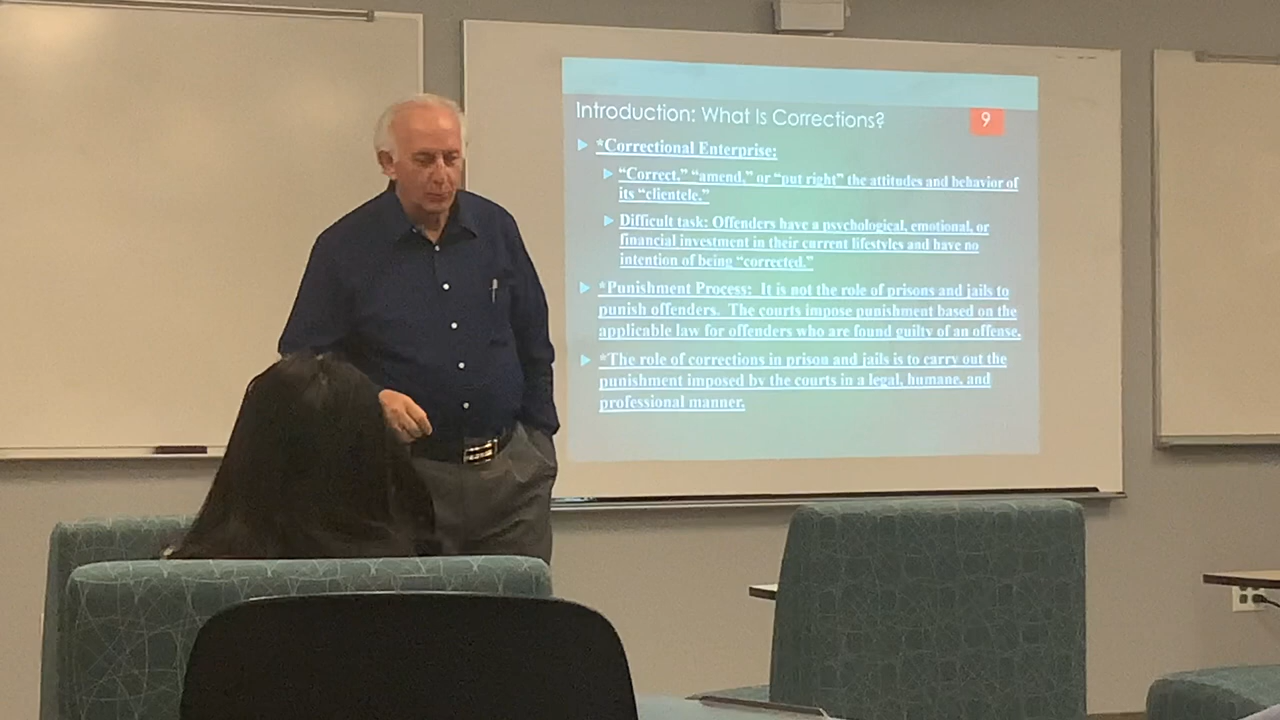 Introduction: What Is Corrections?
9
*Correctional Enterprise:
“Correct,” “amend,” or “put right” the attitudes and behavior of
its “clientele.”
Difficult task: Offenders have a psychological, emotional, or
financial investment in their current lifestyles and have no
intention of being “corrected.”
*Punishment Process:  It is not the role of prisons and jails to
punish offenders.  The courts impose punishment based on the
applicable law for offenders who are found guilty of an offense.
*The role of corrections in prison and jails is to carry out the
punishment imposed by the courts in a legal, humane, and
professional manner.